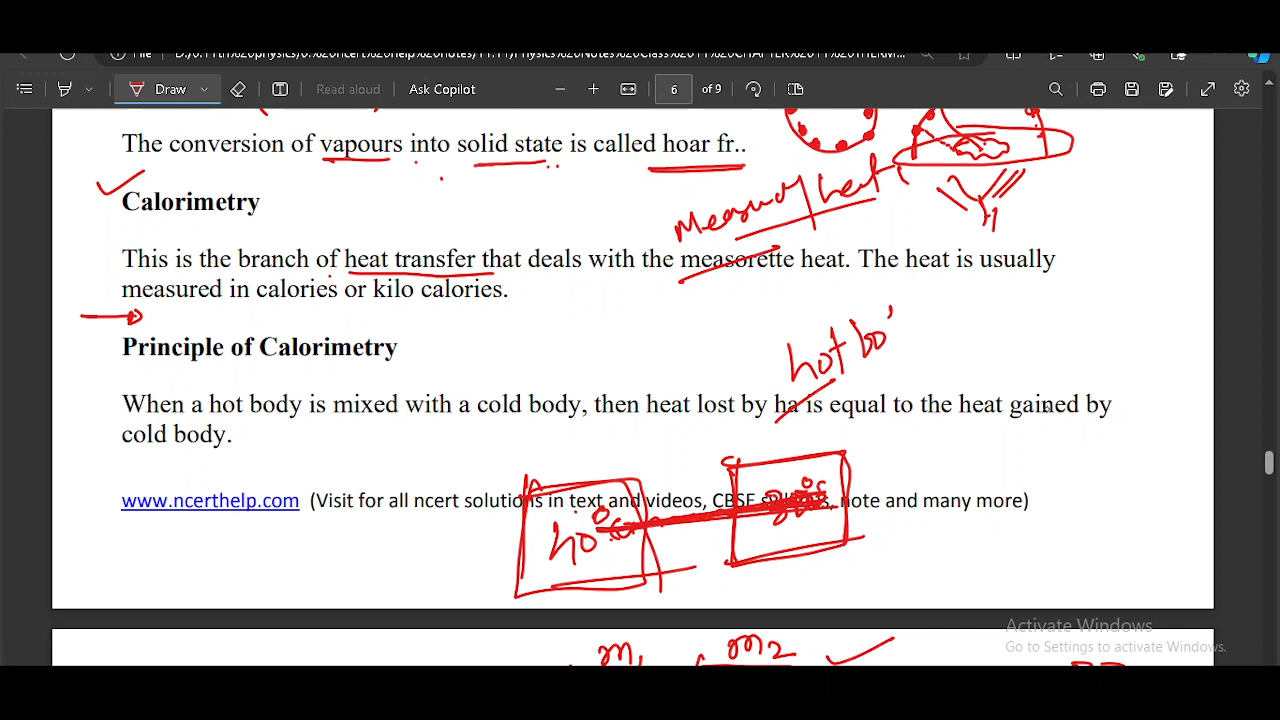 Draw
Read aloud
Ask Copilot
6
of 9
The conversion of vapours into solid state is called hoar fr..
Measu of heat
Calorimetry
This is the branch of heat transfer that deals with the measorette heat. The heat is usually
measured in calories or kilo calories.
hot bo
Principle of Calorimetry
When a hot body is mixed with a cold body, then heat lost by ha is equal to the heat gained by
cold body.
www.ncerthelp.com (Visit for all ncert solutions in text and videos, CBSE syllabus, note and many more)
Activate Windows
Go to Settings to activate Windows.
m₁
m2